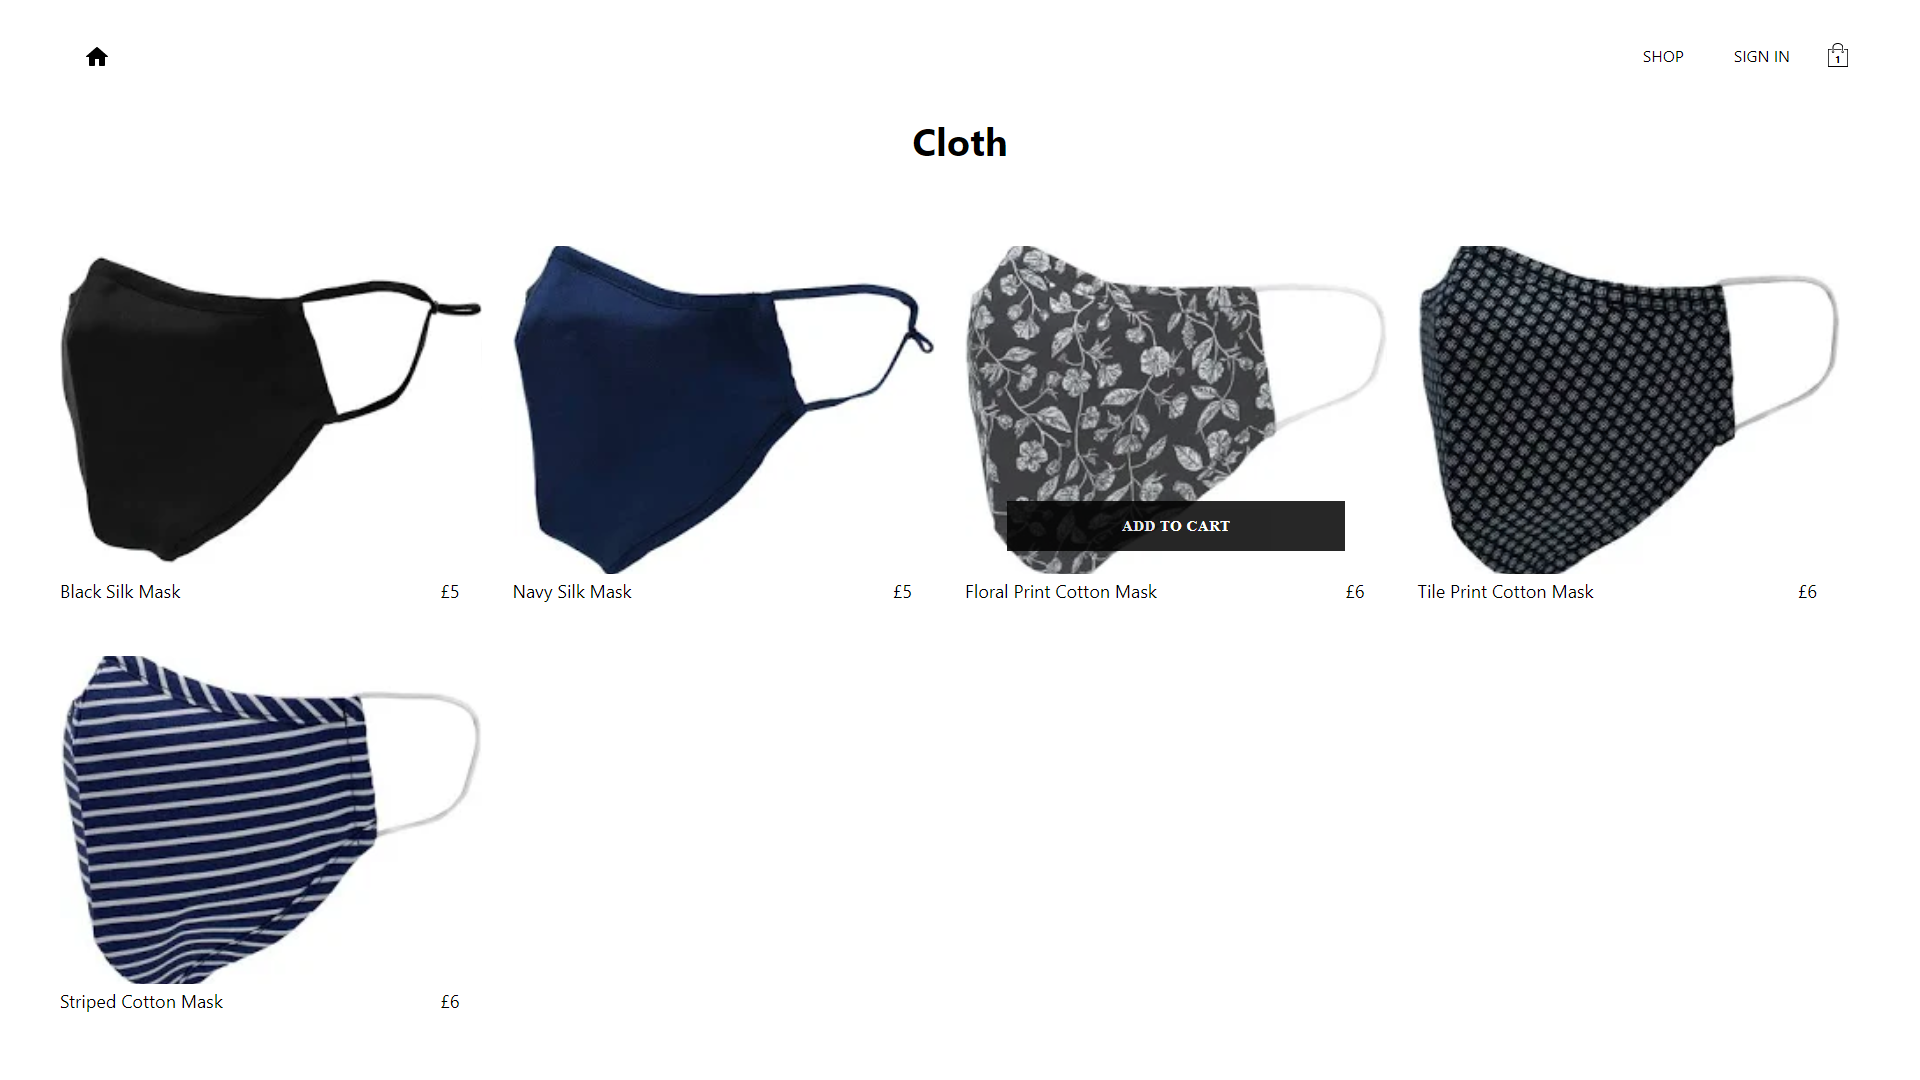 SHOP SIGN IN 1
Cloth
ADD TO CART
Black Silk Mask £5
Navy Silk Mask £5
Floral Print Cotton Mask £6
Tile Print Cotton Mask £6
Striped Cotton Mask £6